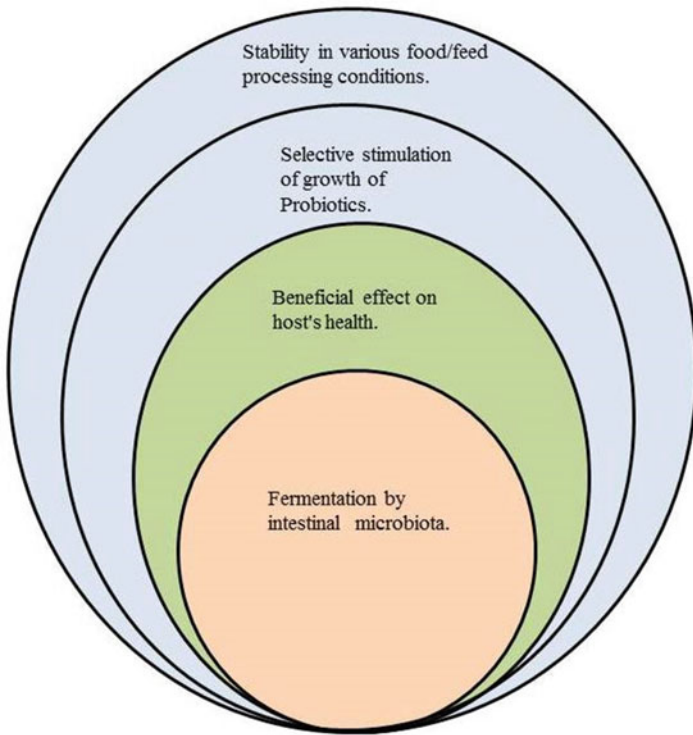 Stability in various food/feed
processing conditions.
Selective stimulation
of growth of
Probiotics.
Beneficial effect on
host's health.
Fermentation by
intestinal microbiota.